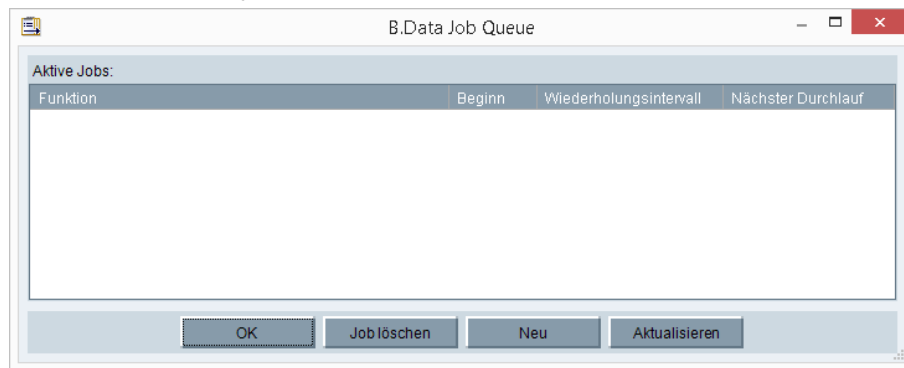 B.Data Job Queue
Aktive Jobs:
Funktion Beginn Wiederholungsintervall Nächster Durchlauf
OK Job löschen Neu Aktualisieren